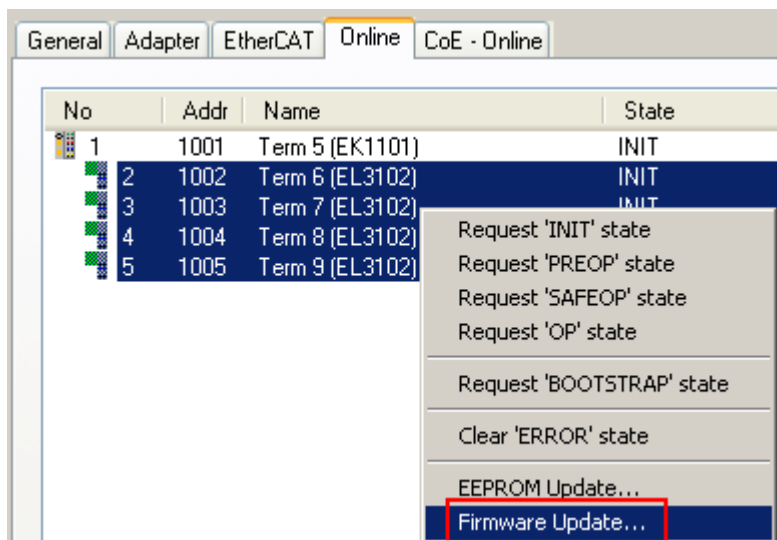 General Adapter EtherCAT Online CoE - Online
No Addr Name State
1 1001 Term 5 (EK1101) INIT
2 1002 Term 6 (EL3102) INIT
3 1003 Term 7 (EL3102) INIT
4 1004 Term 8 (EL3102)
5 1005 Term 9 (EL3102)
Request 'INIT' state
Request 'PREOP' state
Request 'SAFEOP' state
Request 'OP' state
Request 'BOOTSTRAP' state
Clear 'ERROR' state
EEPROM Update...
Firmware Update...